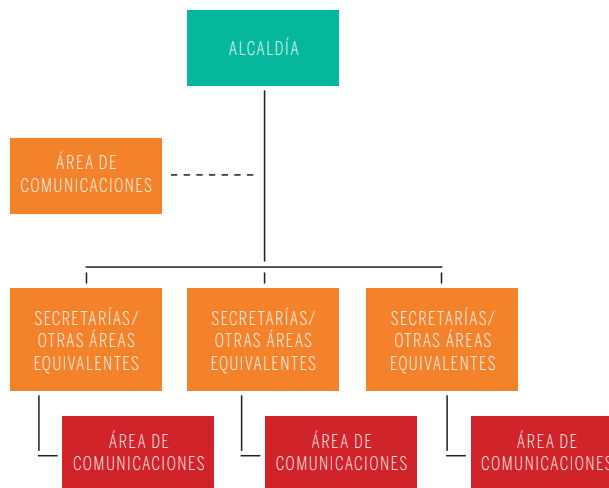 ALCALDÍA
ÁREA DE
COMUNICACIONES
SECRETARÍAS/
OTRAS ÁREAS
EQUIVALENTES
SECRETARÍAS/
OTRAS ÁREAS
EQUIVALENTES
SECRETARÍAS/
OTRAS ÁREAS
EQUIVALENTES
ÁREA DE
COMUNICACIONES
ÁREA DE
COMUNICACIONES
ÁREA DE
COMUNICACIONES